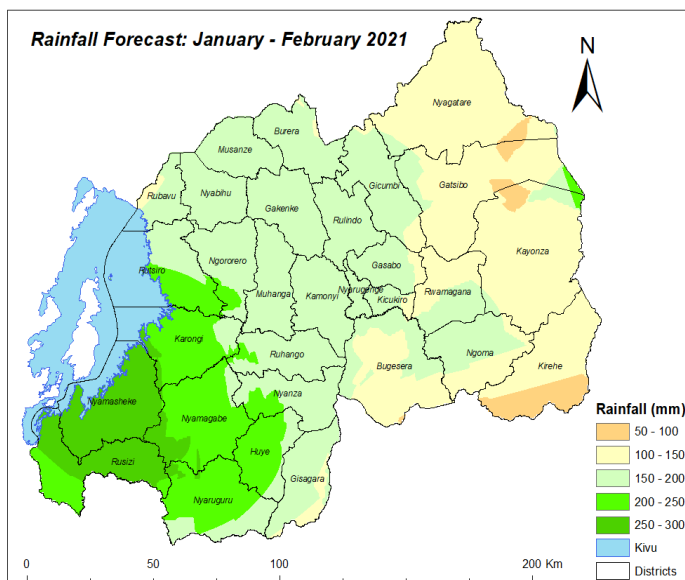 Rainfall Forecast: January - February 2021
N
Nyagatare
Burera
Musanze
Rubavu
Nyabihu
Gicumbi
Gatsibo
Gakenke
Rulindo
Kayonza
Rutsiro
Ngororero
Gasabo
Muhanga
Kamonyi
Nyarugenge
Kicukiro
Rwamagana
Karongi
Ruhango
Bugesera
Ngoma
Kirehe
Nyamasheke
Nyanza
Nyamagabe
Huye
Rusizi
Gisagara
Nyaruguru
Rainfall (mm)
50 - 100
100 - 150
150 - 200
200 - 250
250 - 300
Kivu
Districts
0 50 100 200 Km